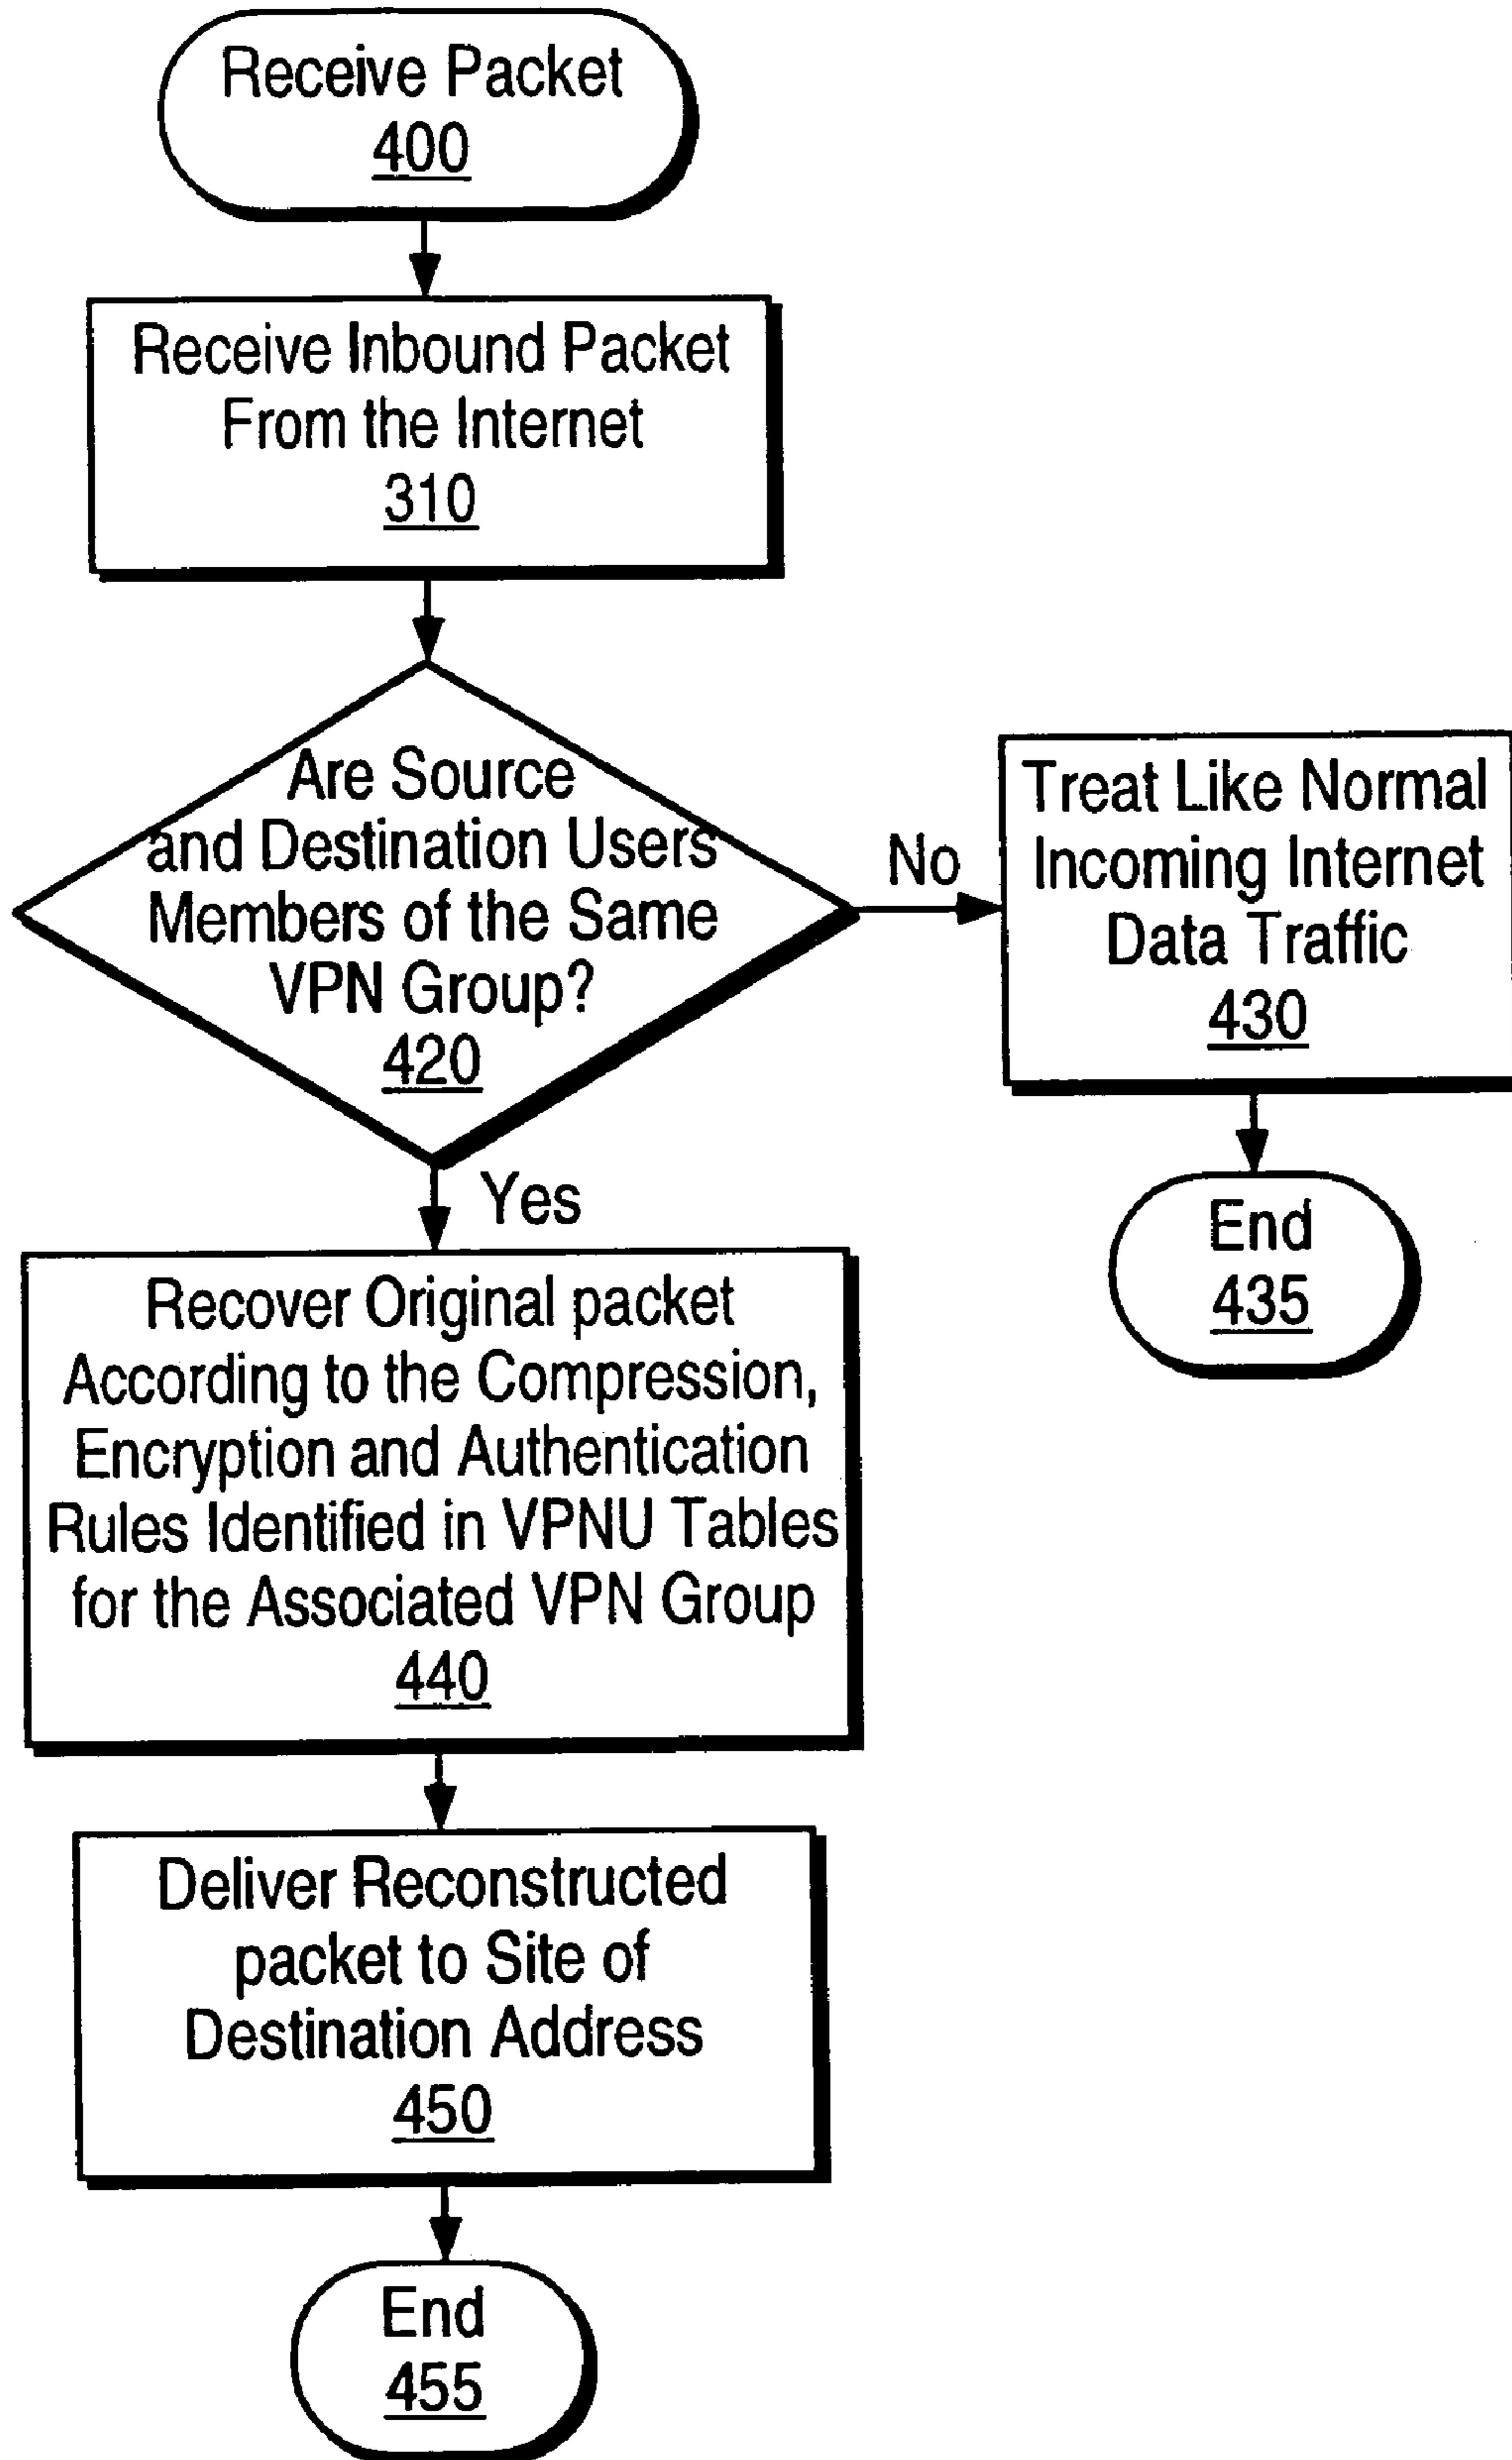 Receive Packet
400
Receive Inbound Packet
From the Internet
310
Are Source
and Destination Users
Members of the Same
VPN Group?
420
No
Treat Like Normal
Incoming Internet
Data Traffic
430
End
435
Yes
Recover Original packet
According to the Compression,
Encryption and Authentication
Rules Identified in VPNU Tables
for the Associated VPN Group
440
Deliver Reconstructed
packet to Site of
Destination Address
450
End
455